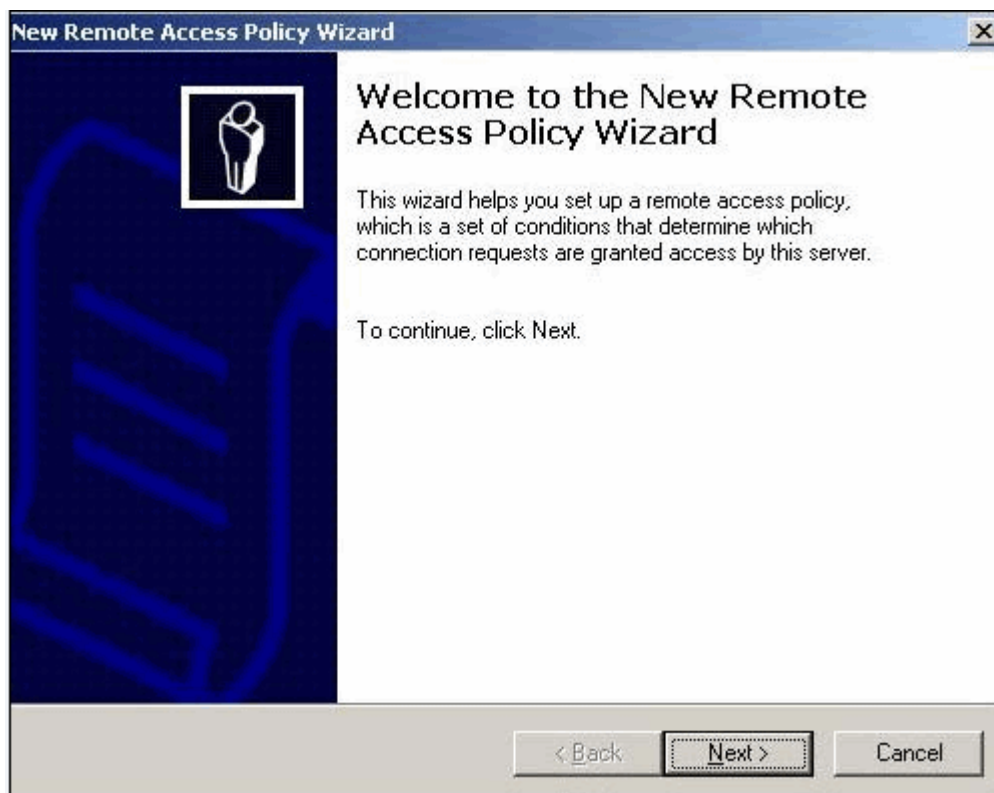 New Remote Access Policy Wizard
Welcome to the New Remote
Access Policy Wizard
This wizard helps you set up a remote access policy,
which is a set of conditions that determine which
connection requests are granted access by this server.
To continue, click Next.
< Back
Next >
Cancel